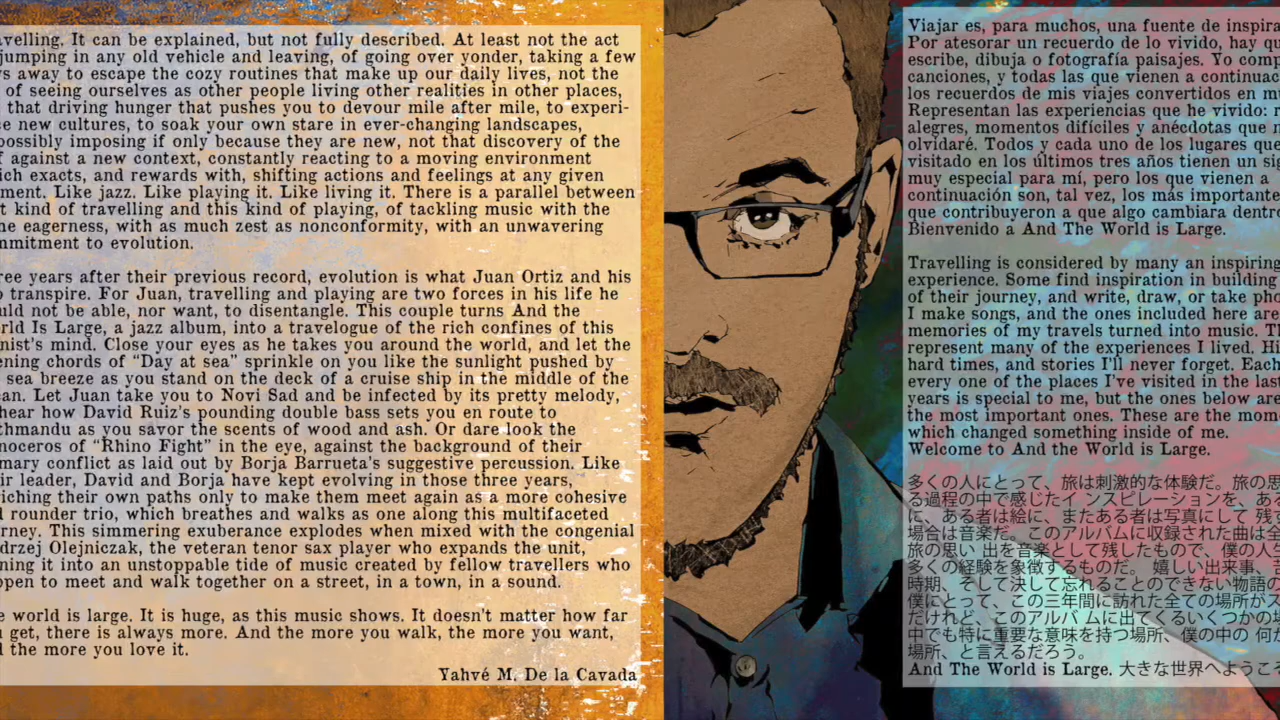 avelling. It can be explained, but not fully described. At least not the act
jumping in any old vehicle and leaving, of going over yonder, taking a few
s away to escape the cozy routines that make up our daily lives, not the
of seeing ourselves as other people living other realities in other places,
that driving hunger that pushes you to devour mile after mile, to experi-
e new cultures, to soak your own stare in ever-changing landscapes,
possibly imposing if only because they are new, not that discovery of the
f against a new context, constantly reacting to a moving environment
ich exacts, and rewards with, shifting actions and feelings at any given
ment. Like jazz. Like playing it. Like living it. There is a parallel between
t kind of travelling and this kind of playing, of tackling music with the
me eagerness, with as much zest as nonconformity, with an unwavering
mmitment to evolution.
ree years after their previous record, evolution is what Juan Ortiz and his
o transpire. For Juan, travelling and playing are two forces in his life he
uld not be able, nor want, to disentangle. This couple turns And the
rld Is Large, a jazz album, into a travelogue of the rich confines of this
nist's mind. Close your eyes as he takes you around the world, and let the
ening chords of “Day at sea” sprinkle on you like the sunlight pushed by
sea breeze as you stand on the deck of a cruise ship in the middle of the
ean. Let Juan take you to Novi Sad and be infected by its pretty melody,
hear how David Ruiz's pounding double bass sets you en route to
thmandu as you savor the scents of wood and ash. Or dare look the
noceros of “Rhino Fight” in the eye, against the background of their
mary conflict as laid out by Borja Barrueta's suggestive percussion. Like
ir leader, David and Borja have kept evolving in those three years,
riching their own paths only to make them meet again as a more cohesive
d rounder trio, which breathes and walks as one along this multifaceted
rney. This simmering exuberance explodes when mixed with the congenial
drzej Olejniczak, the veteran tenor sax player who expands the unit,
ning it into an unstoppable tide of music created by fellow travellers who
ppen to meet and walk together on a street, in a town, in a sound.
e world is large. It is huge, as this music shows. It doesn't matter how far
u get, there is always more. And the more you walk, the more you want,
d the more you love it.
Yahvé M. De la Cavada
Viajar es, para muchos, una fuente de inspira
Por atesorar un recuerdo de lo vivido, hay qu
escribe, dibuja o fotografía paisajes. Yo comp
canciones, y todas las que vienen a continuac
los recuerdos de mis viajes convertidos en mú
Representan las experiencias que he vivido: m
alegres, momentos difíciles y anécdotas que n
olvidaré. Todos y cada uno de los lugares que
visitado en los últimos tres años tienen un sig
muy especial para mí, pero los que vienen a
continuación son, tal vez, los más importante
que contribuyeron a que algo cambiara dentro
Bienvenido a And The World is Large.
Travelling is considered by many an inspiring
experience. Some find inspiration in building
of their journey, and write, draw, or take pho
I make songs, and the ones included here are
memories of my travels turned into music. Th
represent many of the experiences I lived. Hi
hard times, and stories I'll never forget. Each
every one of the places I've visited in the last
years is special to me, but the ones below are
the most important ones. These are the mom
which changed something inside of me.
Welcome to And the World is Large.
多くの人にとって、旅は刺激的な体験だ。旅の思
る過程の中で感じたイ ンスピレーションを、あ
に、ある者は絵に、またある者は写真にして 残
場合は音楽だ。このアルバムに収録された曲は全
旅の思い 出を音楽として残したもので、僕の人生
多くの経験を象徴するものだ。 嬉しい出来事、苦
時期、そして決して忘れることのできない物語の
僕にとって、この三年間に訪れた全ての場所がス
だけれど、このアルバ ムに出てくるいくつかの場
中でも特に重要な意味を持つ場所、僕の中の 何か
場所、と言えるだろう。
And The World is Large. 大きな世界へようこそ